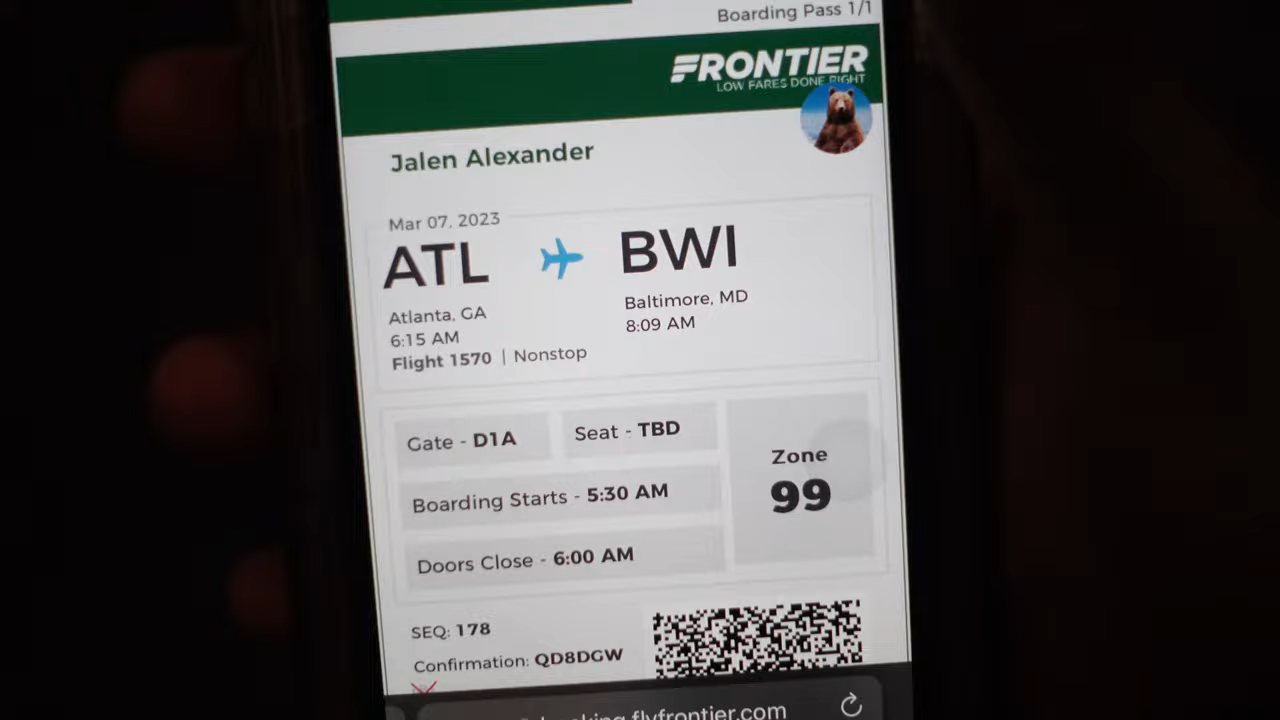 Boarding Pass 1/1
FRONTIER
LOW FARES DONE RIGHT
Jalen Alexander
Mar 07, 2023
ATL BWI
Atlanta, GA
6:15 AM
Flight 1570 | Nonstop
Baltimore, MD
8:09 AM
Gate - D1A
Seat - TBD
Boarding Starts - 5:30 AM
Doors Close - 6:00 AM
Zone
99
SEQ: 178
Confirmation: QD8DGW
flyfrontier.com